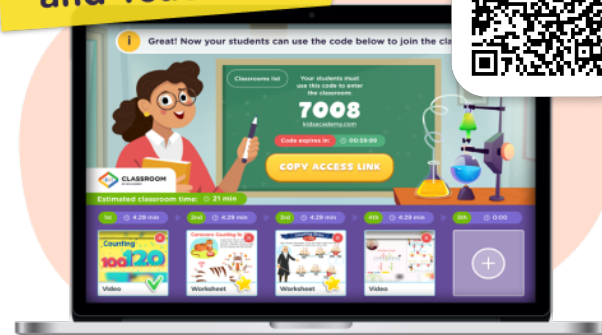 and
Great! Now your students can use the code below to join the cla
Classrooms list
Your students must
use this code to enter
the classroom
7008
kidsacademy.com
Code expires in: 00:59:99
COPY ACCESS LINK
CLASSROOM
Estimated classroom time: 21 min
1st 4:29 min 2nd 4:29 min 3rd 4:29 min 4th 4:29 min 5th 0:00
Counting
100 120
Video
Worksheet
Worksheet
Video